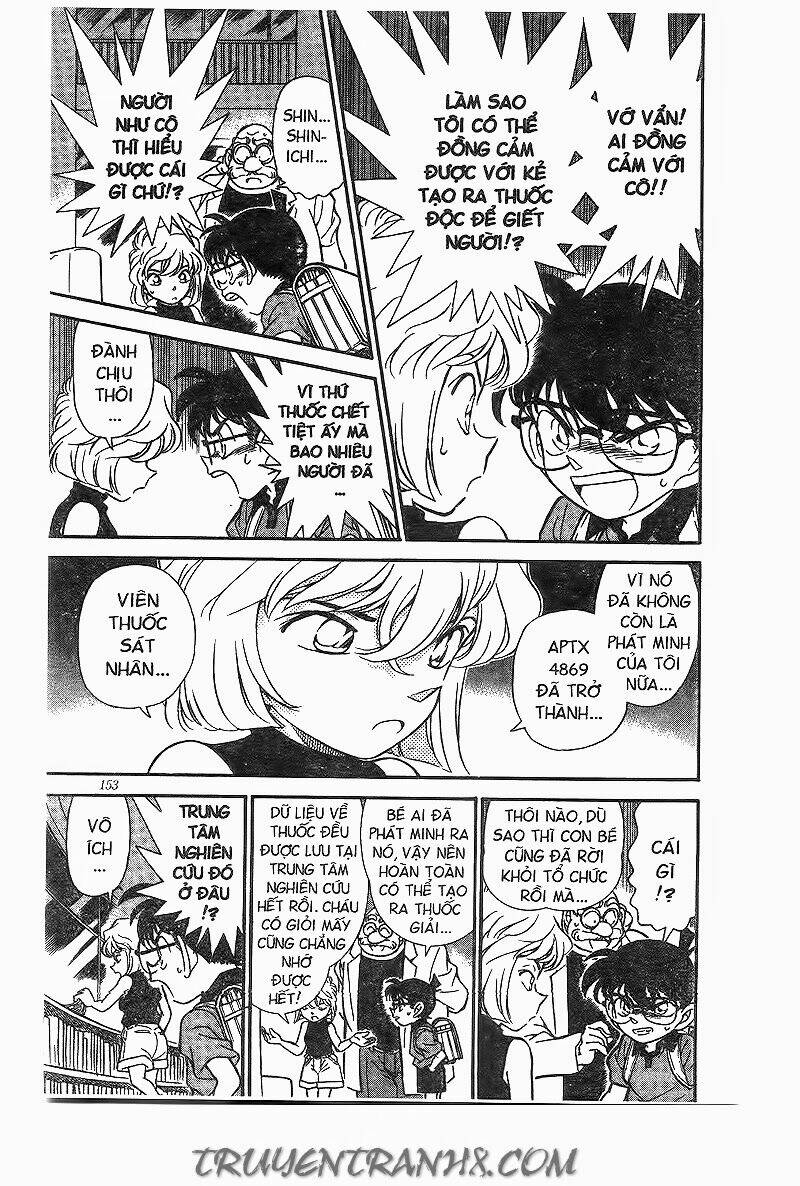 VỚ VẨN!
AI ĐỒNG
CẢM VỚI
CÔ!!
LÀM SAO
TÔI CÓ THỂ
ĐỒNG CẢM
ĐƯỢC VỚI KẺ
TẠO RA THUỐC
ĐỘC ĐỂ GIẾT
NGƯỜI!?
SHIN...
SHIN-
ICHI...
NGƯỜI
NHƯ CÔ
THÌ HIỂU
ĐƯỢC CÁI
GÌ CHỨ!?
VÌ THỨ
THUỐC CHẾT
TIỆT ẤY MÀ
BAO NHIÊU
NGƯỜI ĐÃ
...
ĐÀNH
CHỊU
THÔI
...
VÌ NÓ
ĐÃ KHÔNG
CÒN LÀ
PHÁT MINH
CỦA TÔI
NỮA...
APTX
4869
ĐÃ TRỞ
THÀNH...
VIÊN
THUỐC
SÁT
NHÂN...
153
CÁI
GÌ
!?
THÔI NÀO, DÙ
SAO THÌ CON BÉ
CŨNG ĐÃ RỜI
KHỎI TỔ CHỨC
RỒI MÀ...
BÉ AI ĐÃ
PHÁT MINH RA
NÓ, VẬY NÊN
HOÀN TOÀN
CÓ THỂ TẠO
RA THUỐC
GIẢI...
DỮ LIỆU VỀ
THUỐC ĐỀU
ĐƯỢC LƯU TẠI
TRUNG TÂM
NGHIÊN CỨU
HẾT RỒI. CHÁU
CÓ GIỎI MẤY
CŨNG CHẲNG
NHỚ
ĐƯỢC
HẾT!
TRUNG
TÂM
NGHIÊN
CỨU ĐÓ
Ở ĐÂU
!?
VÔ
ÍCH
...
TRUYENTRANH8.COM